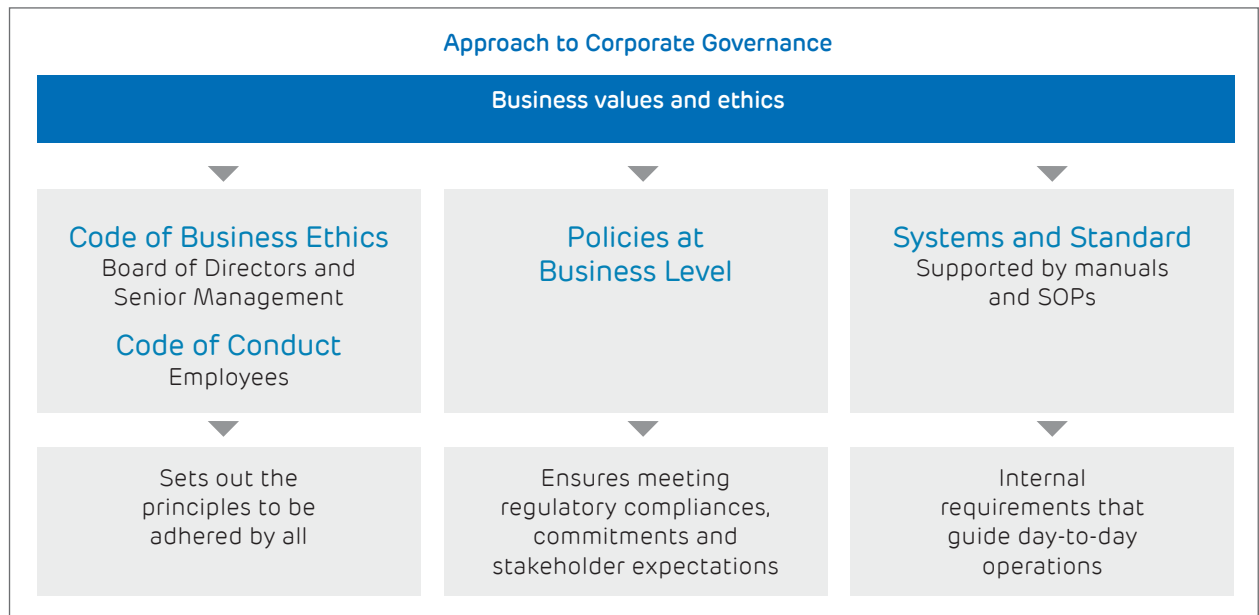 Approach to Corporate Governance
Business values and ethics
Code of Business Ethics
Board of Directors and
Senior Management
Code of Conduct
Employees
Policies at
Business Level
Systems and Standard
Supported by manuals
and SOPs
Sets out the
principles to be
adhered by all
Ensures meeting
regulatory compliances,
commitments and
stakeholder expectations
Internal
requirements that
guide day-to-day
operations